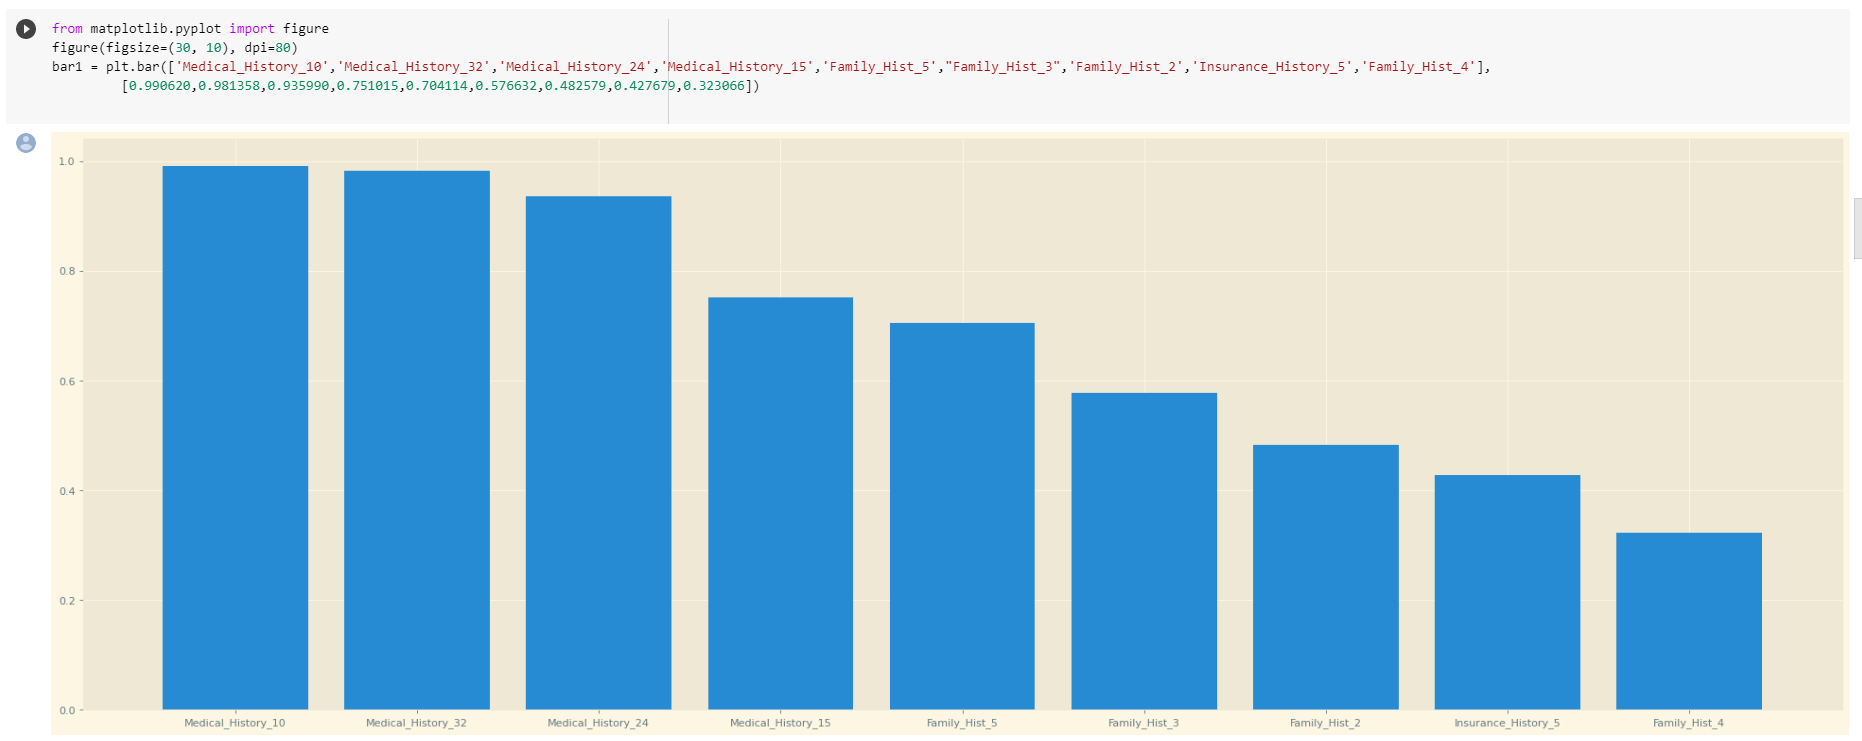 from matplotlib.pyplot import figure
figure(figsize=(30, 10), dpi=80)
bar1 = plt.bar(['Medical_History_10','Medical_History_32','Medical_History_24','Medical_History_15','Family_Hist_5',"Family_Hist_3",'Family_Hist_2','Insurance_History_5','Family_Hist_4'],
[0.990620,0.981358,0.935990,0.751015,0.704114,0.576632,0.482579,0.427679,0.323066])
1.0
0.8
0.6
0.4
0.2
0.0
Medical_History_10 Medical_History_32 Medical_History_24 Medical_History_15 Family_Hist_5 Family_Hist_3 Family_Hist_2 Insurance_History_5 Family_Hist_4